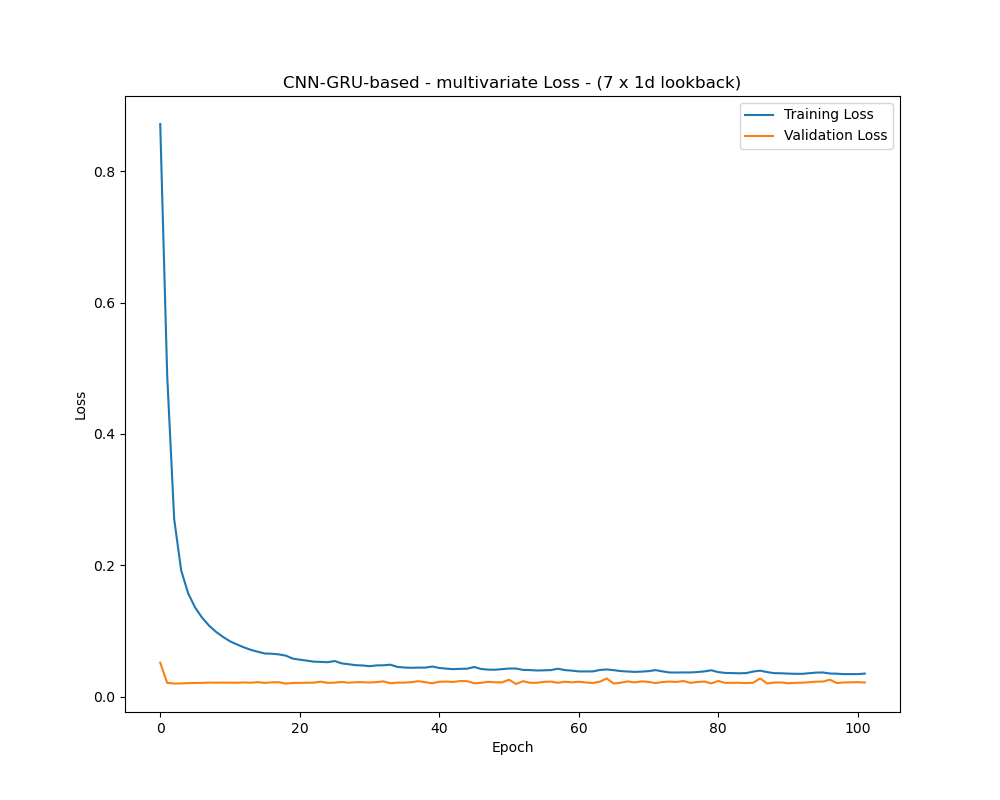 CNN-GRU-based - multivariate Loss - (7 x 1d lookback)
Training Loss
Validation Loss
0.8
0.6
0.4
0.2
0.0
Loss
0 20 40 60 80 100
Epoch